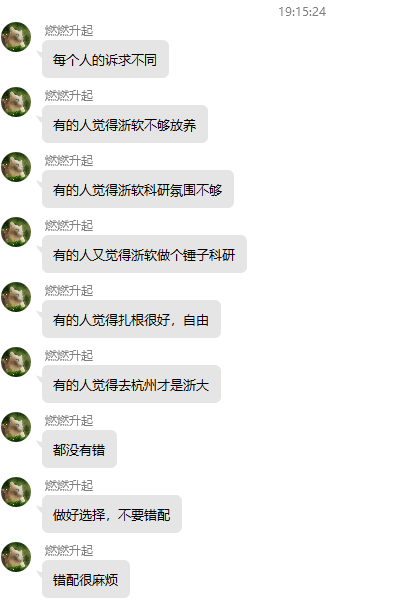 19:15:24
燃燃升起
每个人的诉求不同
燃燃升起
有的人觉得浙软不够放养
燃燃升起
有的人觉得浙软科研氛围不够
燃燃升起
有的人又觉得浙软做个锤子科研
燃燃升起
有的人觉得扎根很好，自由
燃燃升起
有的人觉得去杭州才是浙大
燃燃升起
都没有错
燃燃升起
做好选择，不要错配
燃燃升起
错配很麻烦